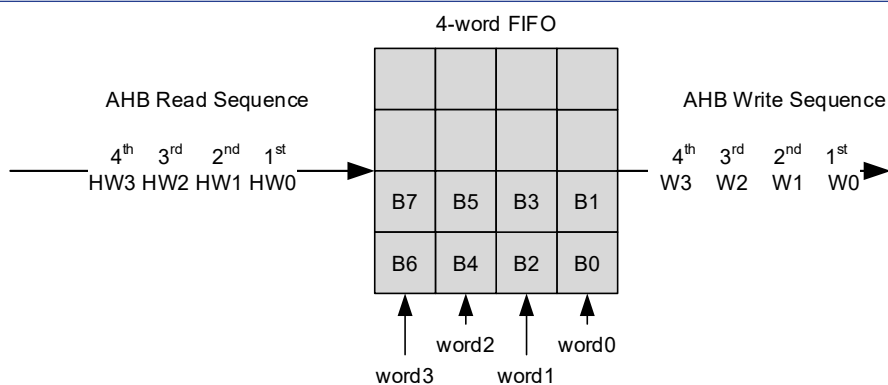 4-word FIFO
AHB Read Sequence
AHB Write Sequence
4th 3rd 2nd 1st
HW3 HW2 HW1 HW0
4th 3rd 2nd 1st
W3 W2 W1 W0
B7 B5 B3 B1
B6 B4 B2 B0
word2 word0
word3 word1